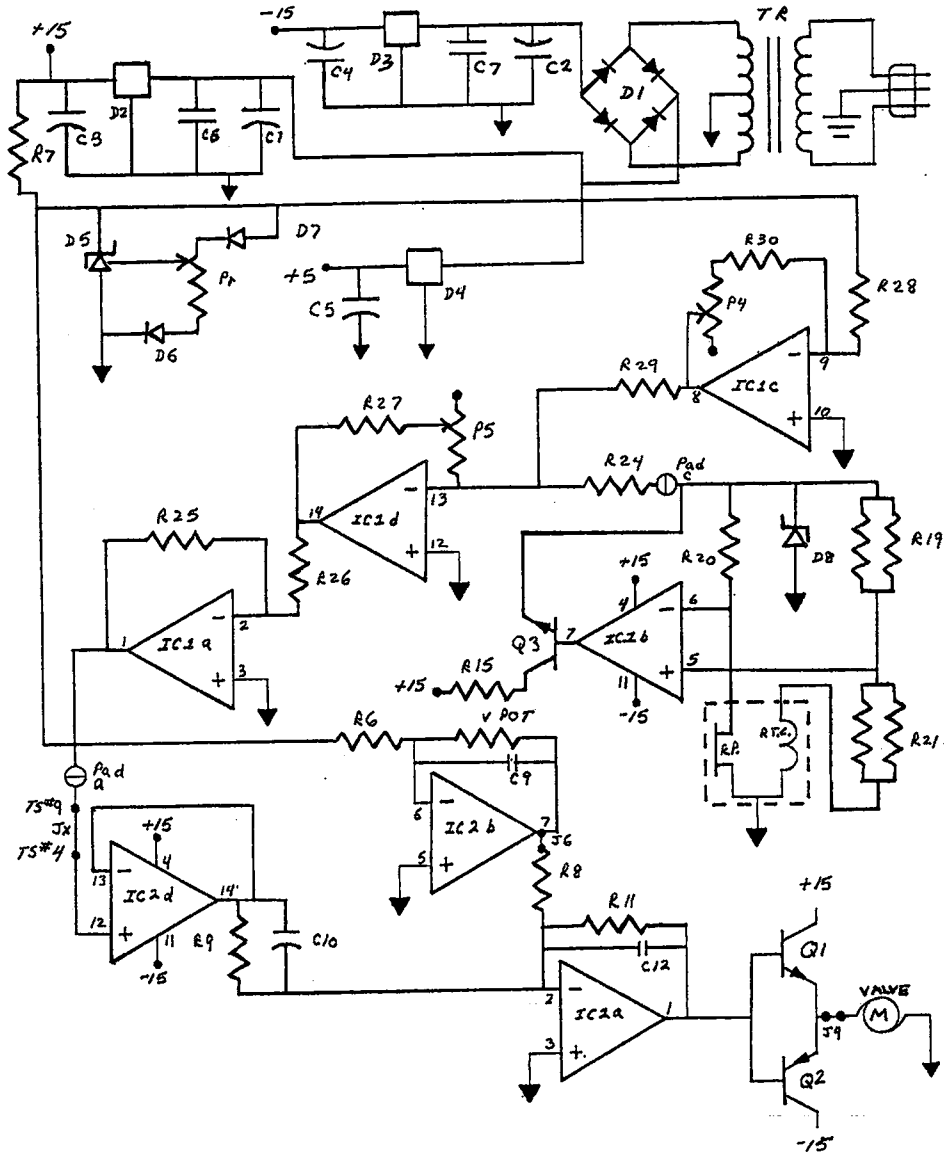 +15
-15
C4
D3
C7
C2
D1
TR
D2
C3
C6
C1
R7
D5
D7
Pr
D6
+5
C5
D4
R30
P4
R28
R29
IC1c
8
-
9
+
10
R27
P5
R24
Pad
c
14
IC1d
-
13
+
12
R26
R25
1
IC1a
-
2
+
3
R20
D8
R19
+15
4
IC1b
-
6
+
5
7
11
-15
Q3
R15
+15
R.P.
R.T.C.
R21
R6
V POT
C9
6
-
IC2b
7
J6
5
+
R8
Pad
a
TS#9
Jx
TS#4
+15
4
13
-
IC2d
14
12
+
11
-15
R9
C10
R11
C12
-
2
IC2a
1
3
+
+15
Q1
VALVE
M
J9
Q2
-15